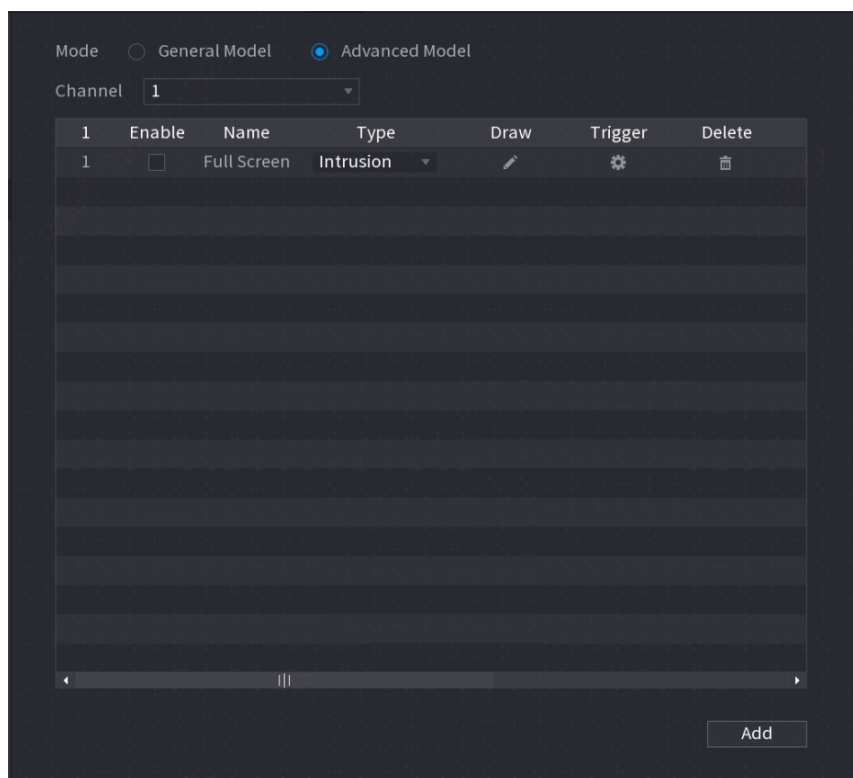 Mode General Model Advanced Model
Channel 1
1 Enable Name Type Draw Trigger Delete
1 Full Screen Intrusion
Add